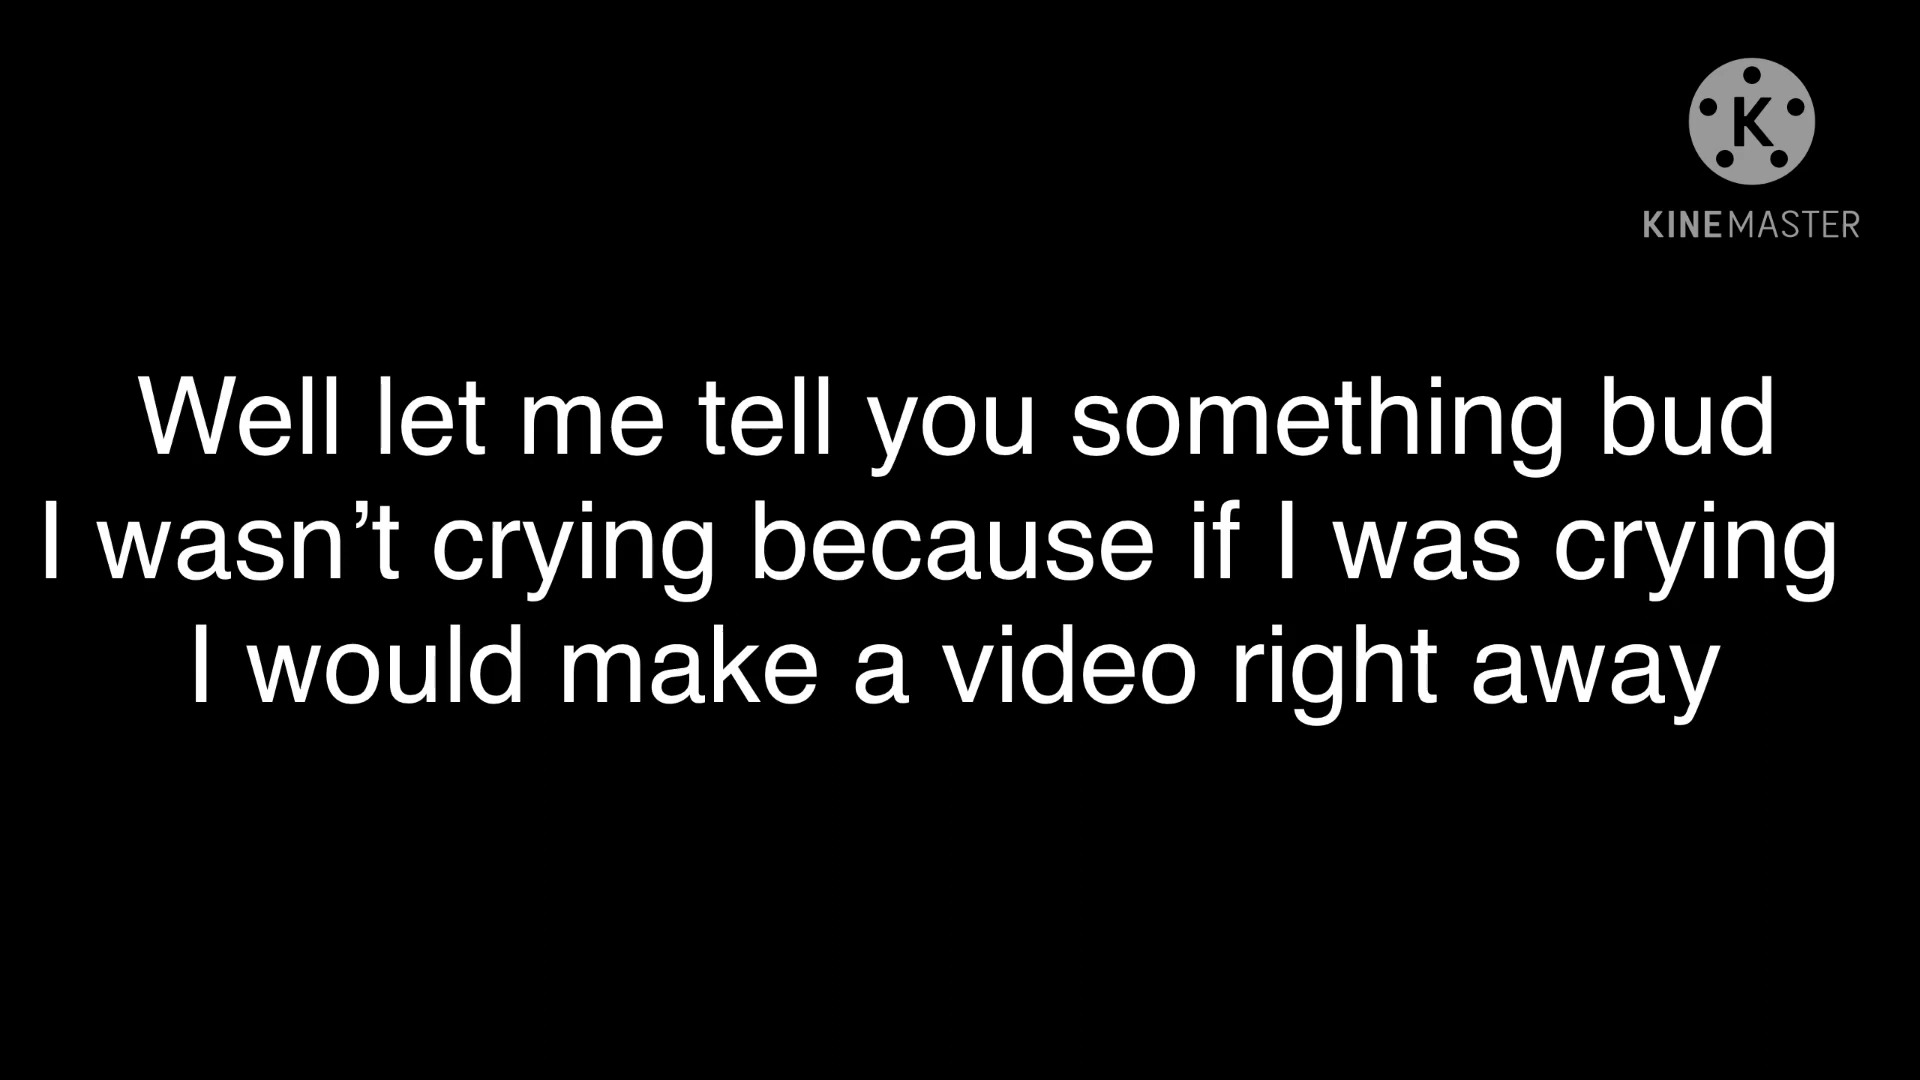 K
KINEMASTER
Well let me tell you something bud
I wasn’t crying because if I was crying
I would make a video right away